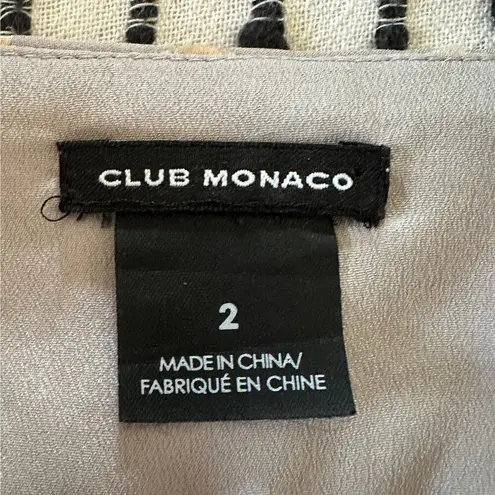 CLUB MONACO
2
MADE IN CHINA/
FABRIQUÉ EN CHINE